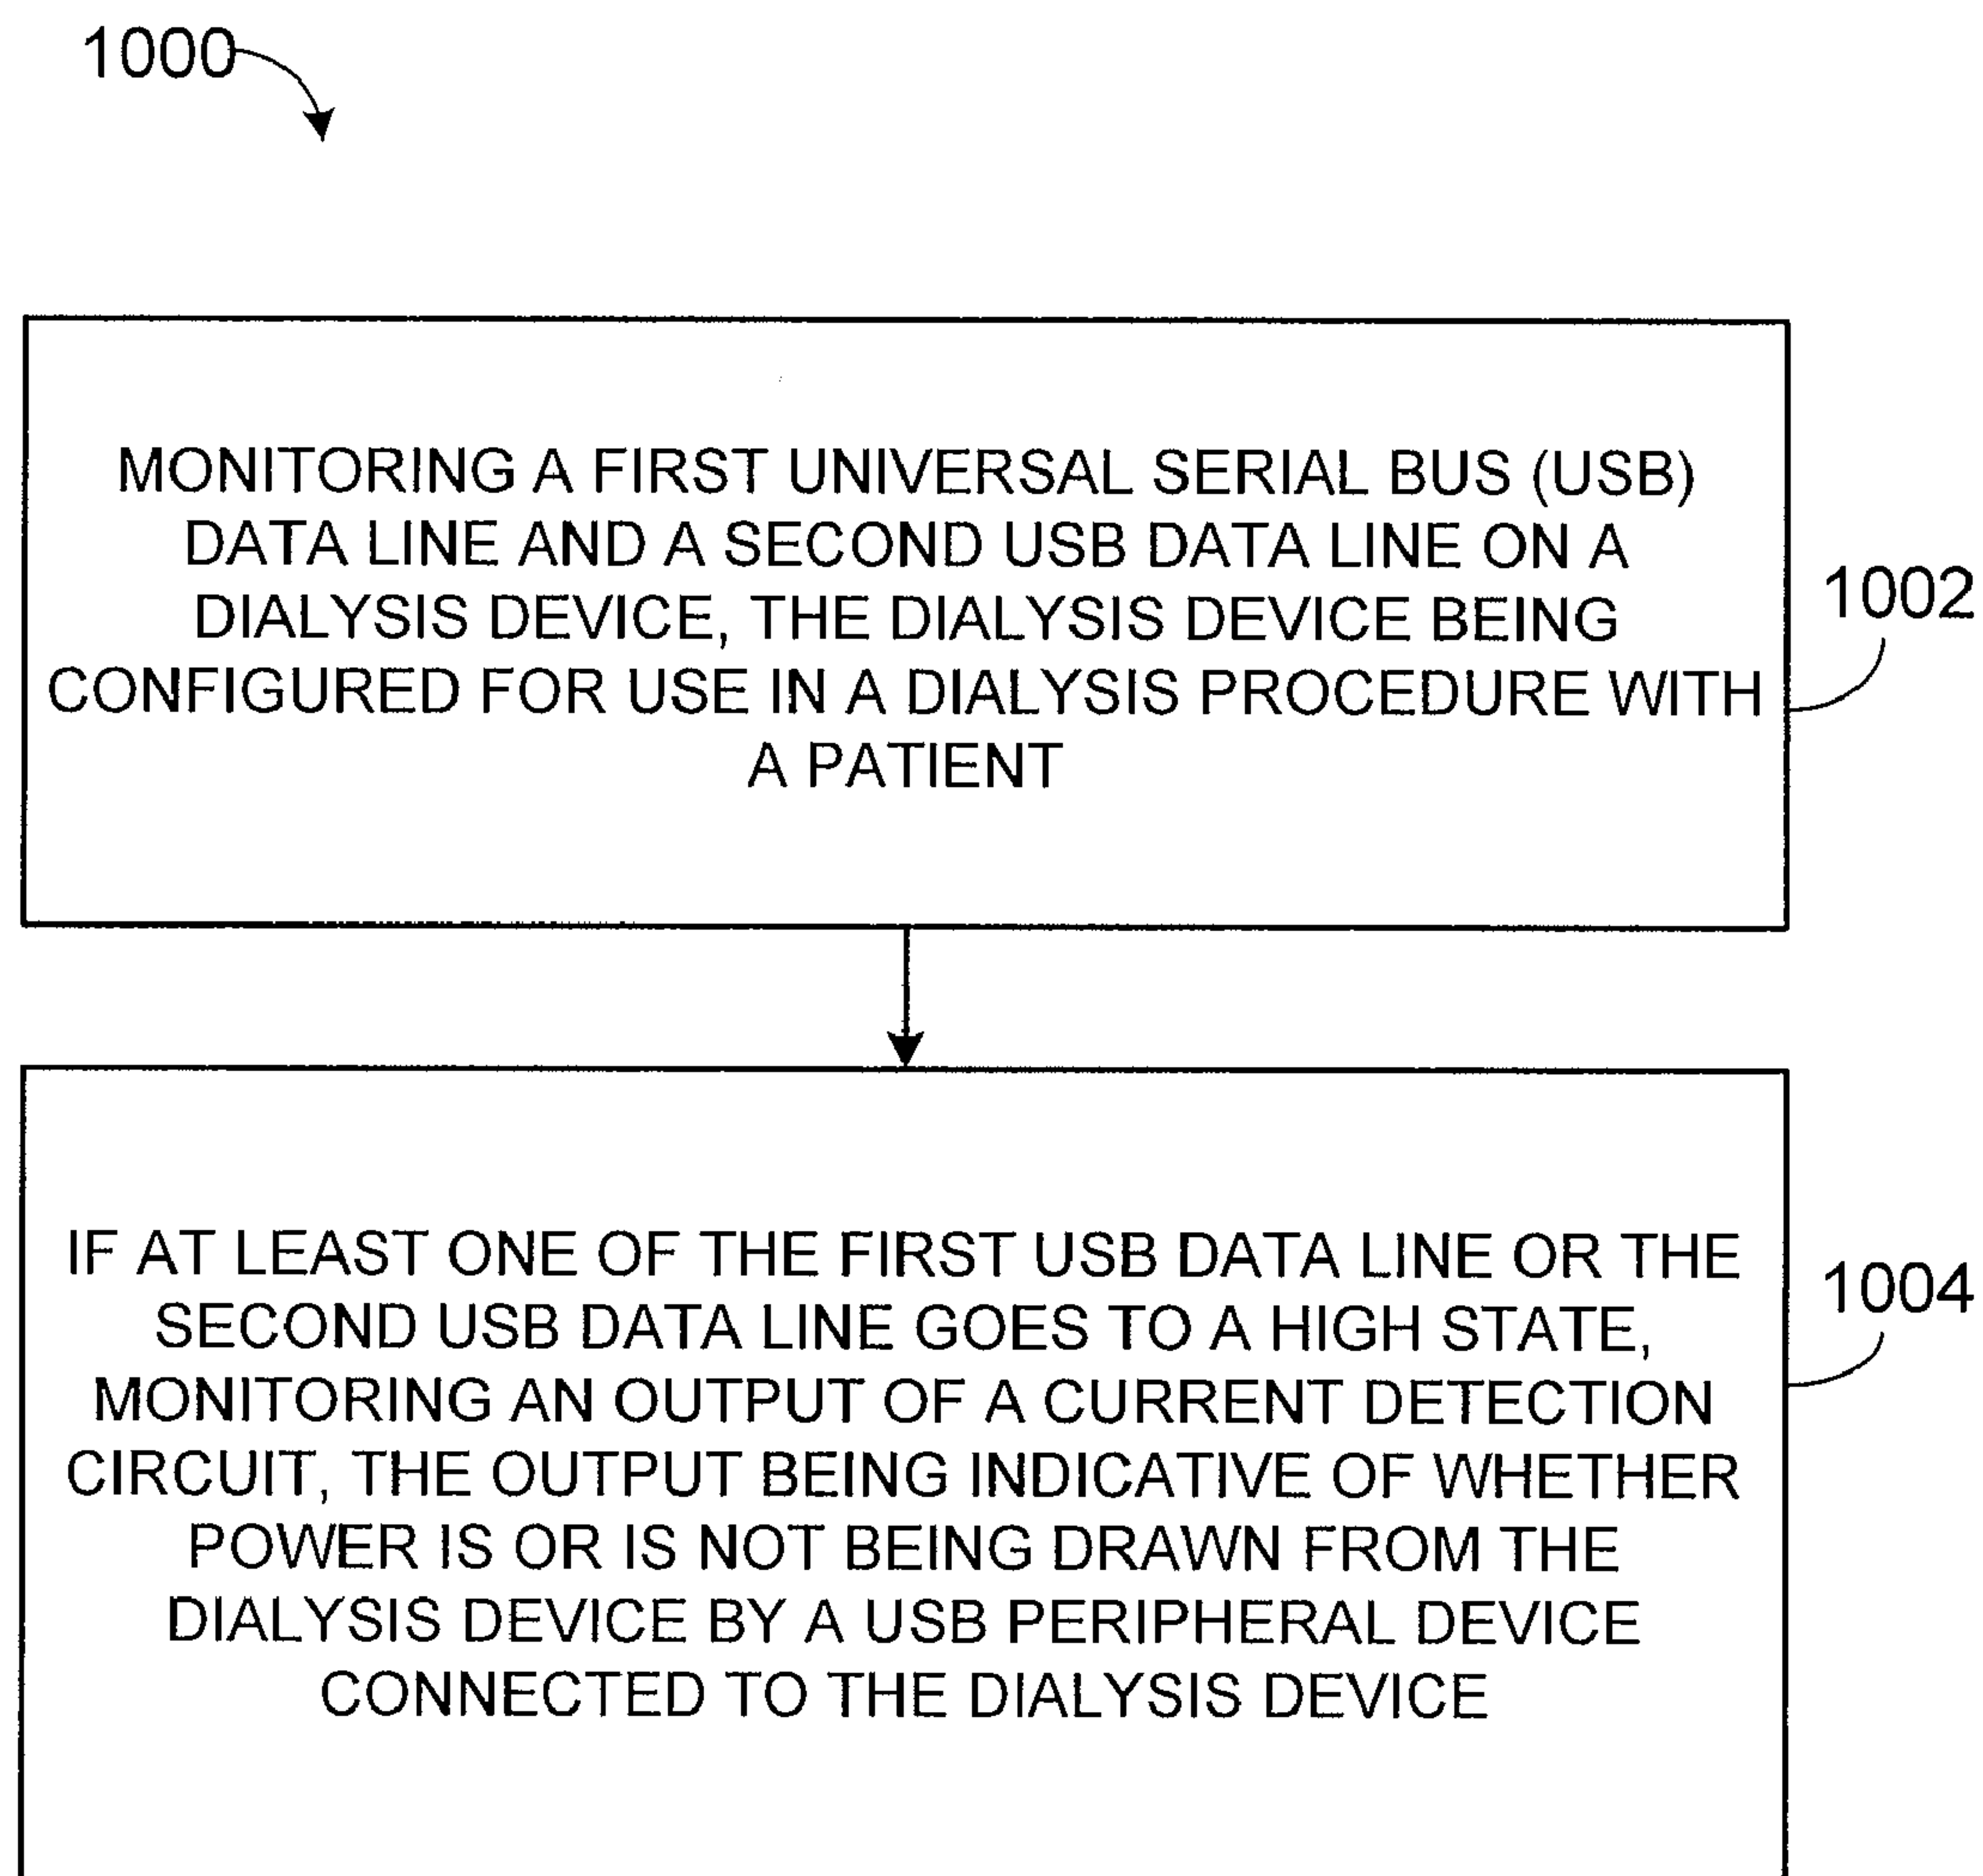 1000
MONITORING A FIRST UNIVERSAL SERIAL BUS (USB)
DATA LINE AND A SECOND USB DATA LINE ON A
DIALYSIS DEVICE, THE DIALYSIS DEVICE BEING
CONFIGURED FOR USE IN A DIALYSIS PROCEDURE WITH
A PATIENT
1002
IF AT LEAST ONE OF THE FIRST USB DATA LINE OR THE
SECOND USB DATA LINE GOES TO A HIGH STATE,
MONITORING AN OUTPUT OF A CURRENT DETECTION
CIRCUIT, THE OUTPUT BEING INDICATIVE OF WHETHER
POWER IS OR IS NOT BEING DRAWN FROM THE
DIALYSIS DEVICE BY A USB PERIPHERAL DEVICE
CONNECTED TO THE DIALYSIS DEVICE
1004